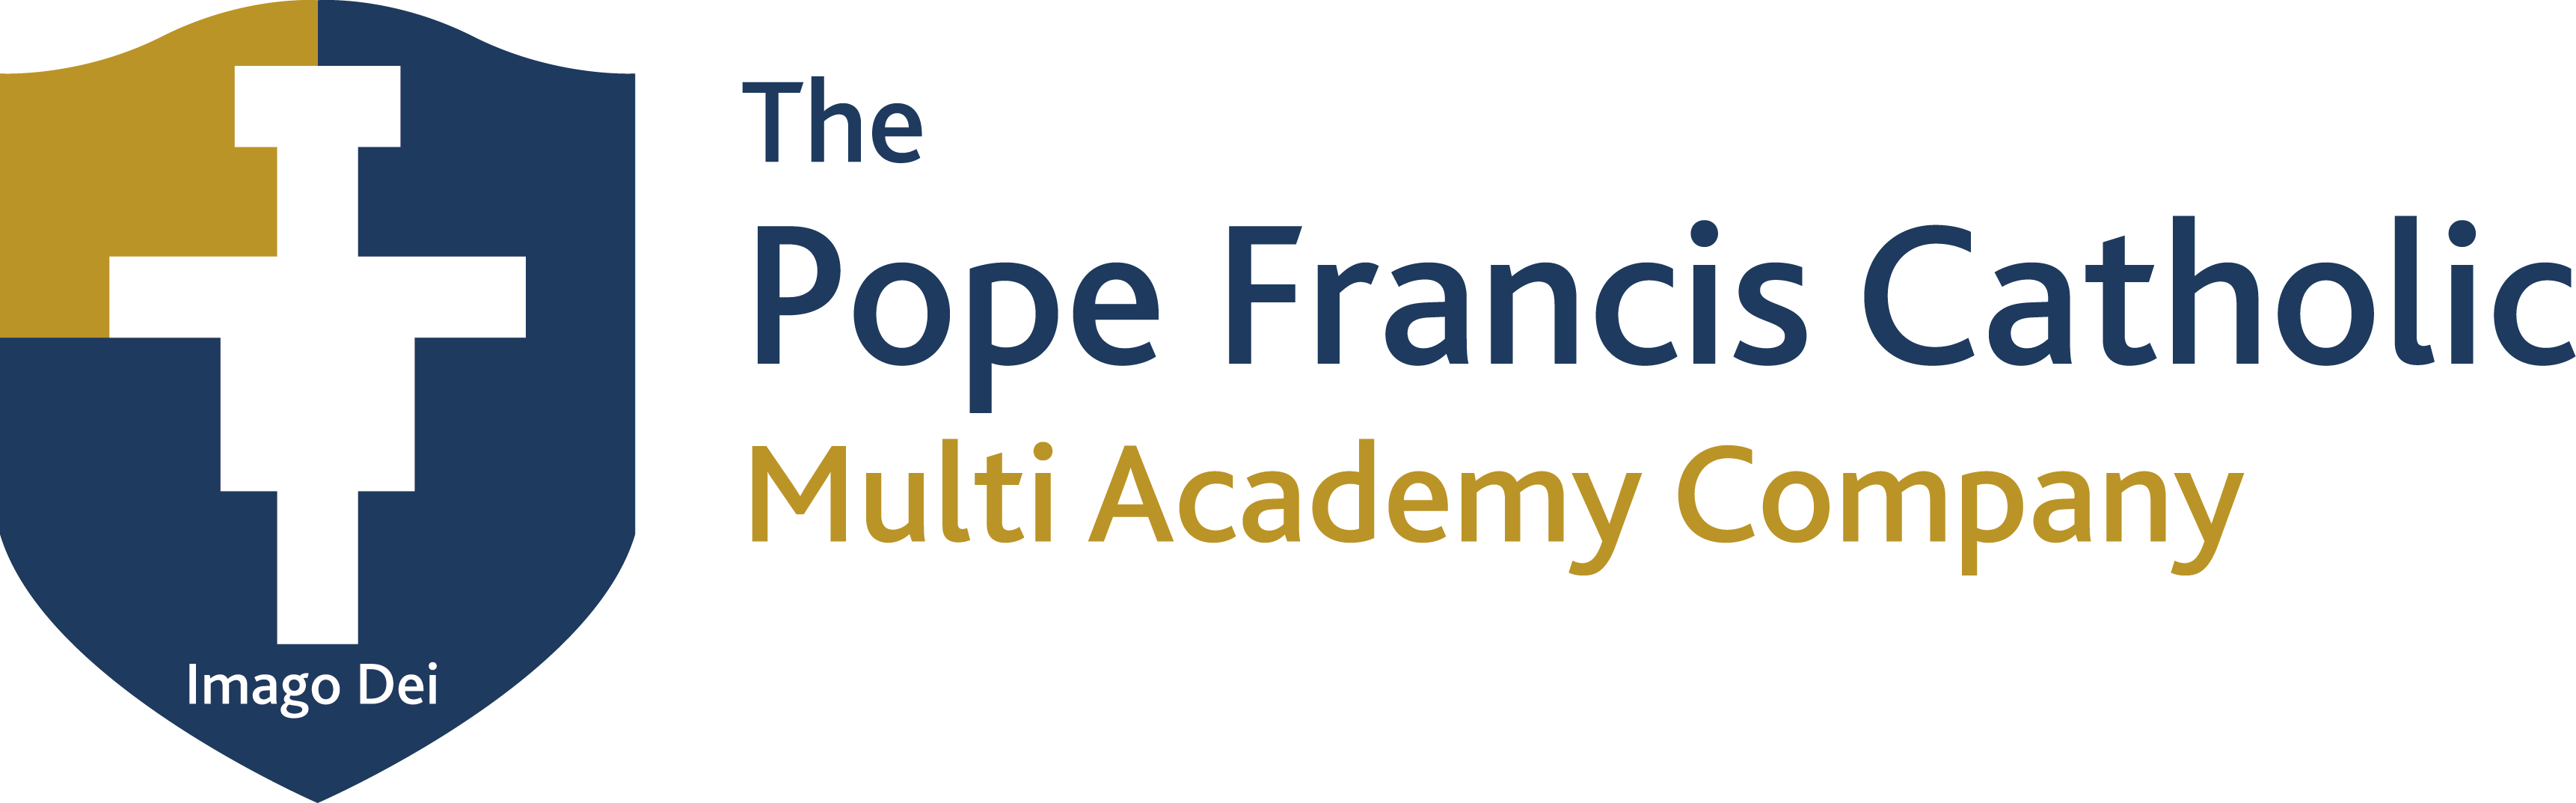 The
Pope Francis Catholic
Multi Academy Company
Imago Dei